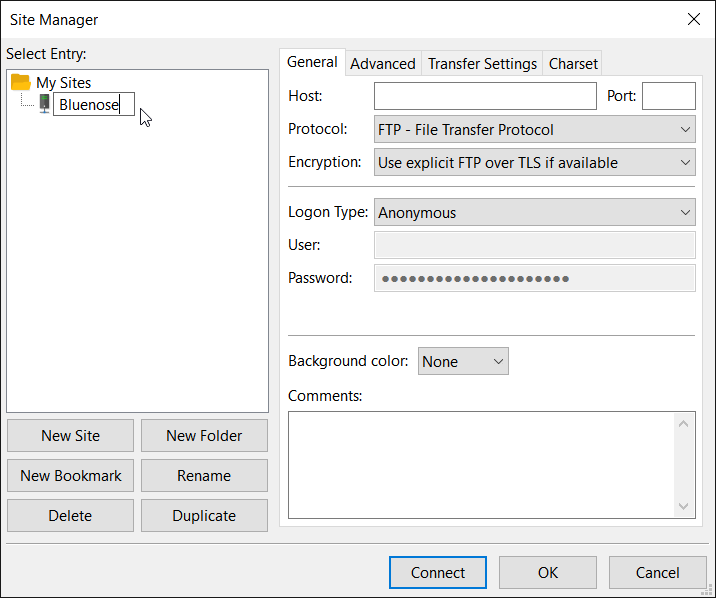 Site Manager
Select Entry:
My Sites
Bluenose
New Site
New Folder
New Bookmark
Rename
Delete
Duplicate
General
Advanced
Transfer Settings
Charset
Host:
Port:
Protocol:
FTP - File Transfer Protocol
Encryption:
Use explicit FTP over TLS if available
Logon Type:
Anonymous
User:
Password:
●●●●●●●●●●●●●●●●●●●●●
Background color:
None
Comments:
Connect
OK
Cancel